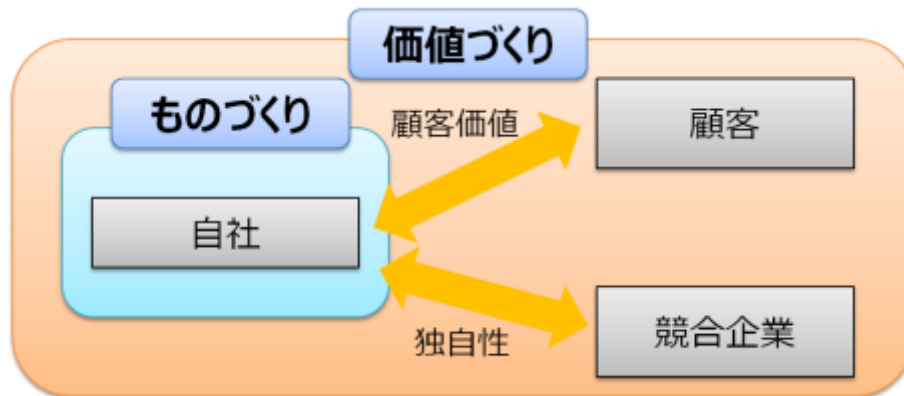 価値づくり
ものづくり
顧客価値
顧客
自社
独自性
競合企業